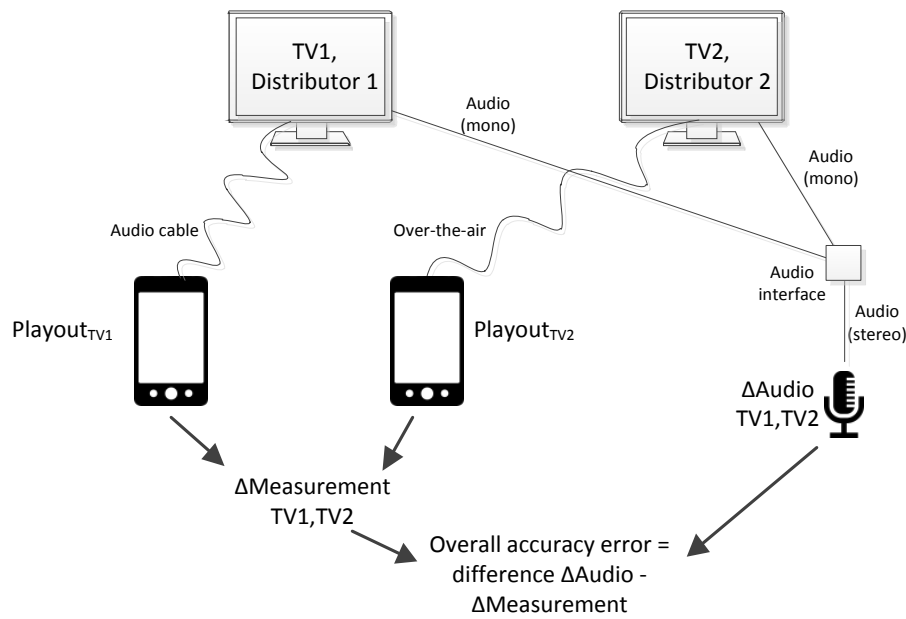 TV1,
Distributor 1
TV2,
Distributor 2
Audio
(mono)
Audio
(mono)
Audio cable
Over-the-air
Audio
interface
Audio
(stereo)
PlayoutTV1
PlayoutTV2
ΔAudio
TV1,TV2
ΔMeasurement
TV1,TV2
Overall accuracy error =
difference ΔAudio -
ΔMeasurement